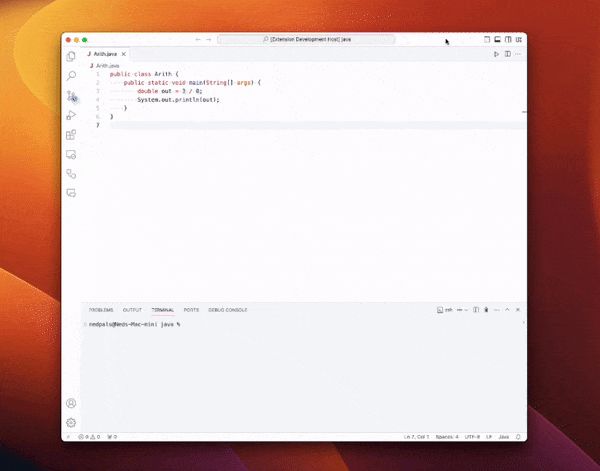 [Extension Development Host] java
Arith.java
Arith.java
1 public class Arith {
2 public static void main(String[] args) {
3 double out = 3 / 0;
4 System.out.println(out);
5 }
6 }
7
PROBLEMS OUTPUT TERMINAL PORTS DEBUG CONSOLE zsh
nedpals@Neds-Mac-mini java %
0 0 0 Ln 7, Col 1 Spaces: 4 UTF-8 LF Java